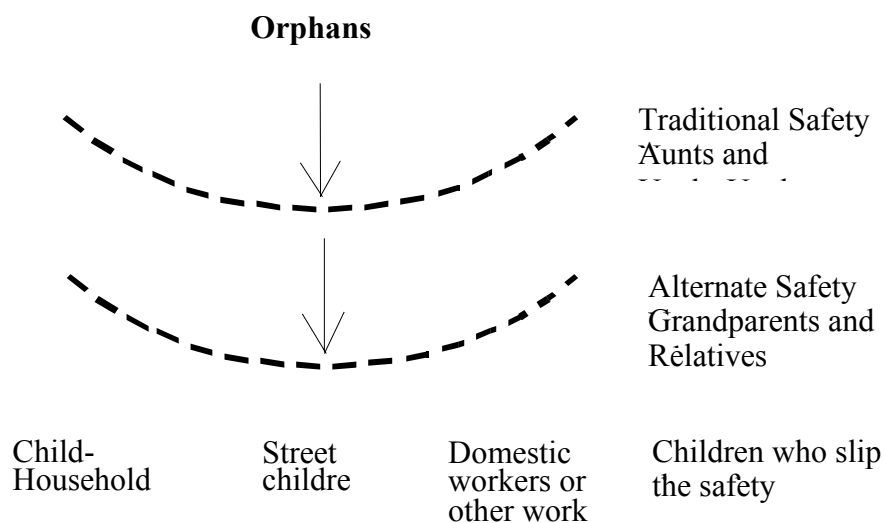 Orphans
Traditional Safety
Aunts and
Alternate Safety
Grandparents and
Relatives
Child-
Household
Street
childre
Domestic
workers or
other work
Children who slip
the safety